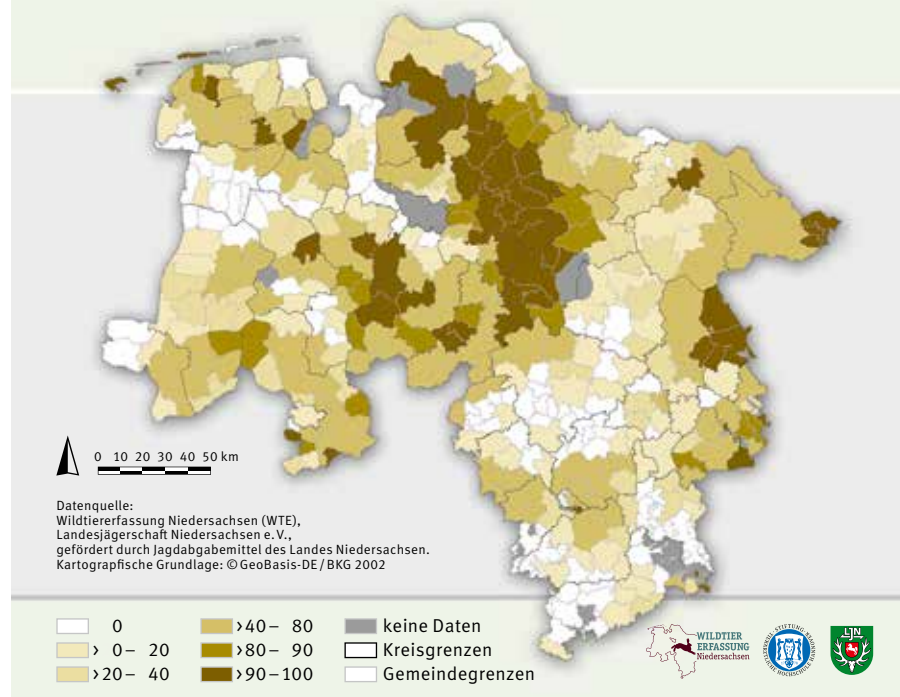 0 10 20 30 40 50 km
Datenquelle:
Wildtiererfassung Niedersachsen (WTE),
Landesjägerschaft Niedersachsen e. V.,
gefördert durch Jagdabgabemittel des Landes Niedersachsen.
Kartograpfische Grundlage: © GeoBasis-DE / BKG 2002
0
> 0 – 20
>20 – 40
>40 – 80
>80 – 90
>90 –100
keine Daten
Kreisgrenzen
Gemeindegrenzen
WILDTIER
ERFASSUNG
Niedersachsen
LJN